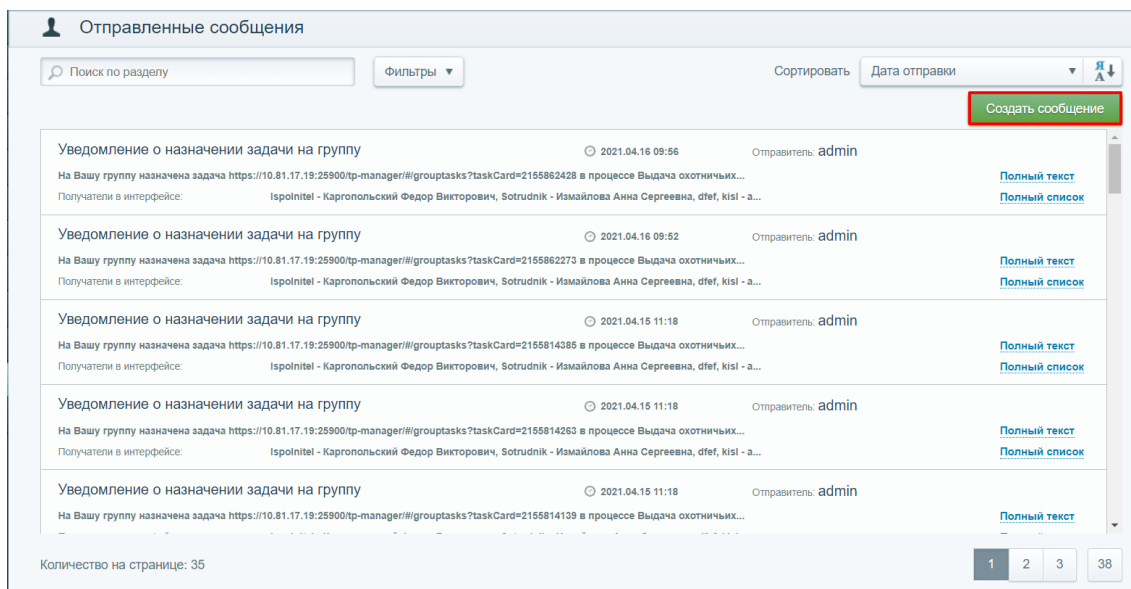 Отправленные сообщения
Поиск по разделу Фильтры ▼ Сортировать Дата отправки ▼ Я А
Создать сообщение
Уведомление о назначении задачи на группу 2021.04.16 09:56 Отправитель: admin
На Вашу группу назначена задача https://10.81.17.19:25900/tp-manager/#/grouptasks?taskCard=2155862428 в процессе Выдача охотничьих... Полный текст
Получатели в интерфейсе: Ispolnitel - Каргопольский Федор Викторович, Sotrudnik - Измайлова Анна Сергеевна, dfef, kisl - а... Полный список
Уведомление о назначении задачи на группу 2021.04.16 09:52 Отправитель: admin
На Вашу группу назначена задача https://10.81.17.19:25900/tp-manager/#/grouptasks?taskCard=2155862273 в процессе Выдача охотничьих... Полный текст
Получатели в интерфейсе: Ispolnitel - Каргопольский Федор Викторович, Sotrudnik - Измайлова Анна Сергеевна, dfef, kisl - а... Полный список
Уведомление о назначении задачи на группу 2021.04.15 11:18 Отправитель: admin
На Вашу группу назначена задача https://10.81.17.19:25900/tp-manager/#/grouptasks?taskCard=2155814385 в процессе Выдача охотничьих... Полный текст
Получатели в интерфейсе: Ispolnitel - Каргопольский Федор Викторович, Sotrudnik - Измайлова Анна Сергеевна, dfef, kisl - а... Полный список
Уведомление о назначении задачи на группу 2021.04.15 11:18 Отправитель: admin
На Вашу группу назначена задача https://10.81.17.19:25900/tp-manager/#/grouptasks?taskCard=2155814263 в процессе Выдача охотничьих... Полный текст
Получатели в интерфейсе: Ispolnitel - Каргопольский Федор Викторович, Sotrudnik - Измайлова Анна Сергеевна, dfef, kisl - а... Полный список
Уведомление о назначении задачи на группу 2021.04.15 11:18 Отправитель: admin
На Вашу группу назначена задача https://10.81.17.19:25900/tp-manager/#/grouptasks?taskCard=2155814139 в процессе Выдача охотничьих... Полный текст
Количество на странице: 35 1 2 3 38